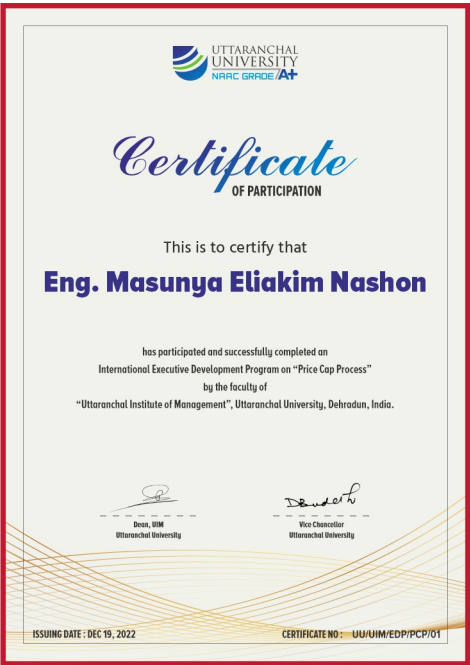 UTTARANCHAL
UNIVERSITY
NAAC GRADE A+
Certificate
OF PARTICIPATION
This is to certify that
Eng. Masunya Eliakim Nashon
has participated and successfully completed an
International Executive Development Program on “Price Cap Process”
by the faculty of
“Uttaranchal Institute of Management”, Uttaranchal University, Dehradun, India.
Dean, UIM
Uttaranchal University
Vice Chancellor
Uttaranchal University
ISSUING DATE : DEC 19, 2022
CERTIFICATE NO : UU/UIM/EDP/PCP/01